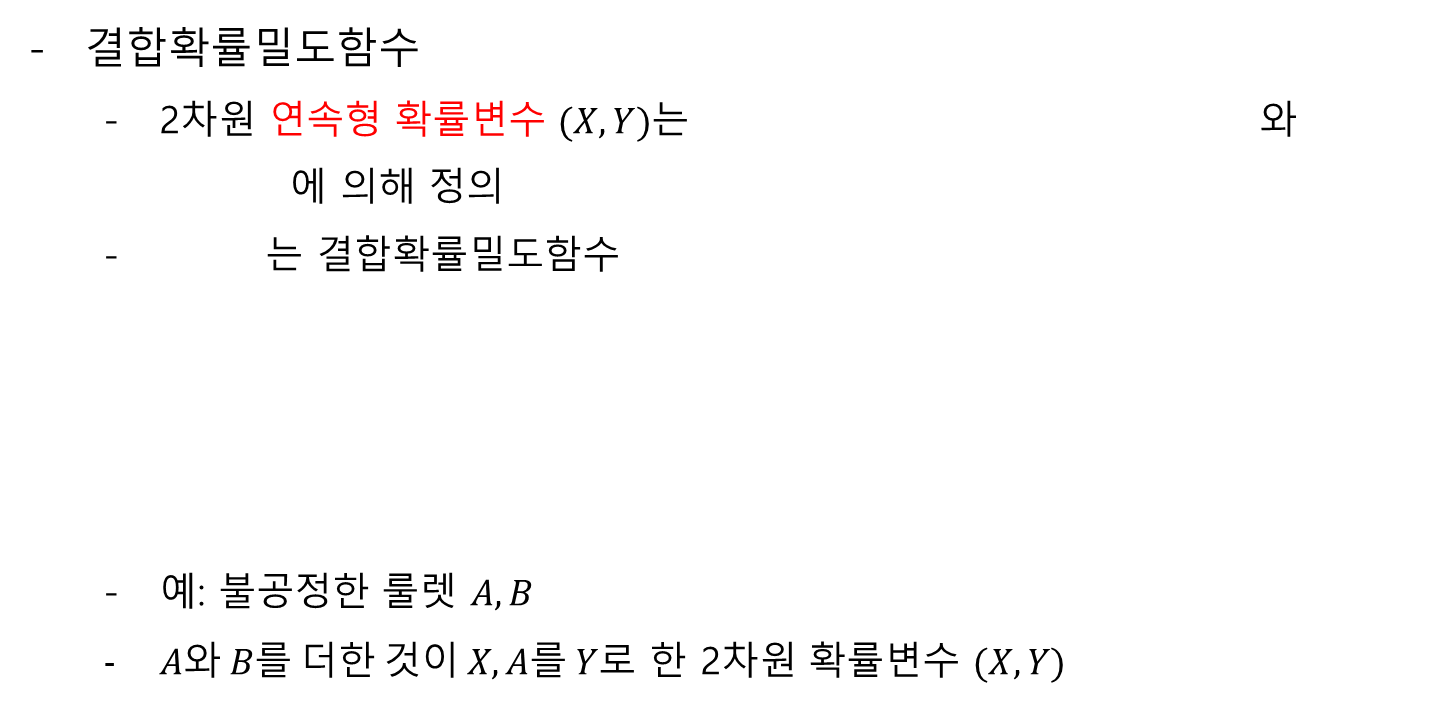 - 결합확률밀도함수
- 2차원 연속형 확률변수 (X, Y)는 와
에 의해 정의
- 는 결합확률밀도함수
- 예: 불공정한 룰렛 A, B
- A와 B를 더한 것이 X, A를 Y로 한 2차원 확률변수 (X, Y)